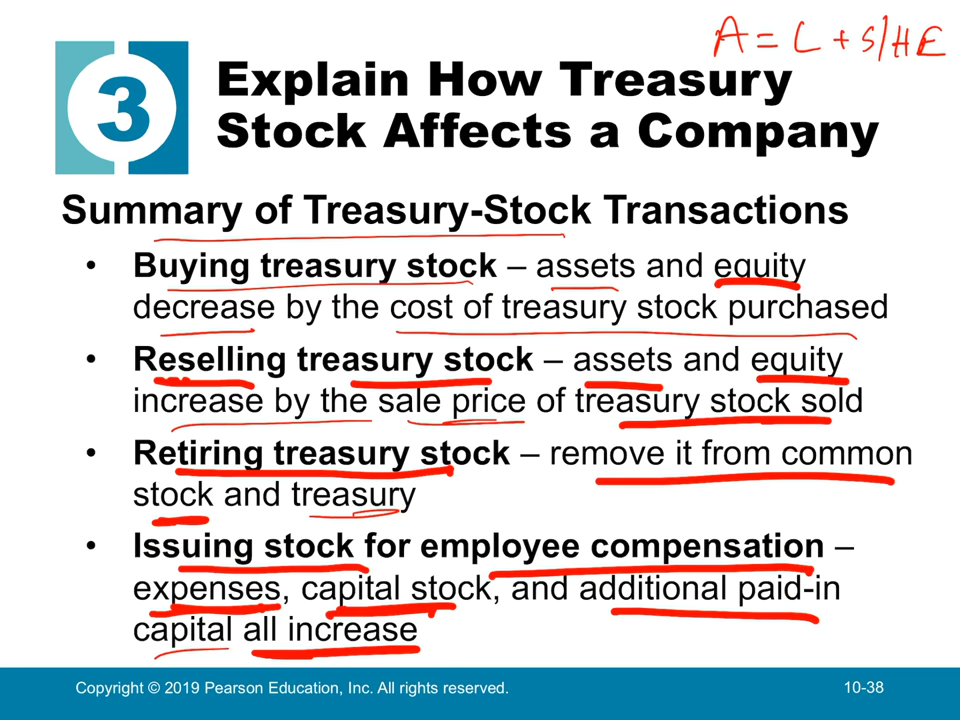 A = L + S/HE
3
Explain How Treasury
Stock Affects a Company
Summary of Treasury-Stock Transactions
• Buying treasury stock – assets and equity
decrease by the cost of treasury stock purchased
• Reselling treasury stock – assets and equity
increase by the sale price of treasury stock sold
• Retiring treasury stock – remove it from common
stock and treasury
• Issuing stock for employee compensation –
expenses, capital stock, and additional paid-in
capital all increase
Copyright © 2019 Pearson Education, Inc. All rights reserved.
10-38